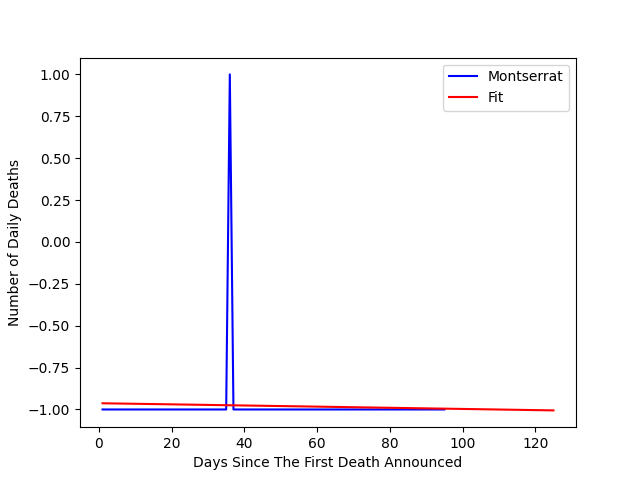 Montserrat
Fit
1.00
0.75
0.50
0.25
0.00
−0.25
−0.50
−0.75
−1.00
Number of Daily Deaths
0 20 40 60 80 100 120
Days Since The First Death Announced